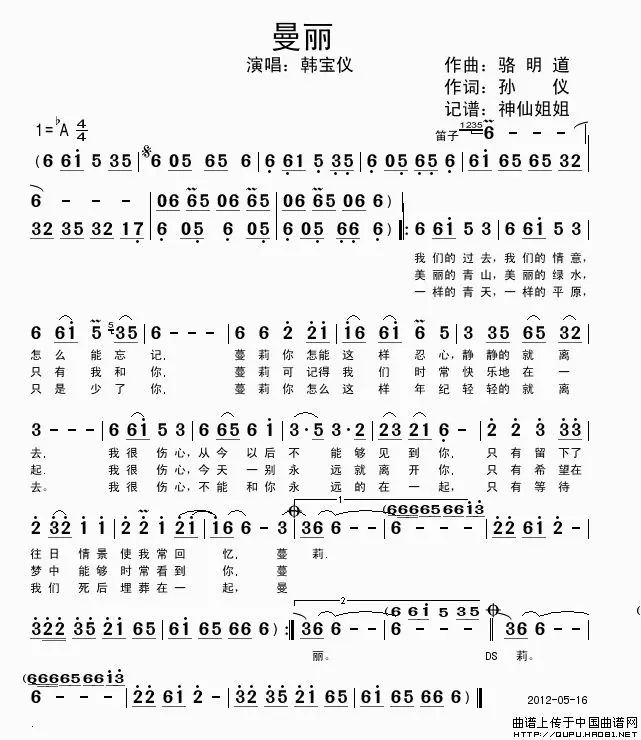 曼丽
演唱：韩宝仪
作曲：骆 明 道
作词：孙 仪
记谱：神仙姐姐
1=♭A 4/4
笛子 1235 6 - - -
(6 6i 5 35 | 6 05 65 6 | 6 61 5 35 | 6 05 65 6 | 6i 65 65 32
6 - - - | 06 65 06 65 | 06 65 06 6 )
32 35 32 17 | 6 05 6 05 | 6 05 66 6 ) |: 6 6i 5 3 | 6 6i 5 3
我 们的 过 去，我 们的 情 意，
美 丽的 青 山，美 丽的 绿 水，
一 样的 青 天，一 样的 平 原，
6 6i 5 5 35 | 6 - - - | 6 6 2 2i | i6 6i 6 5 | 3 35 65 32
怎 么 能 忘 记， 蔓 莉 你 怎能 这 样 忍 心，静 静的 就 离
只 有 我 和 你， 蔓 莉 可 记得 我 们 时 常 快 乐地 在 一
只 是 少 了 你， 蔓 莉 你 怎么 这 样 年 纪 轻 轻的 就 离
3 - - - | 6 6i 5 3 | 6 65 6 i | 3·5 3·2 | 23 21 6 - | 2 2 3 33
去， 我 很 伤 心，从 今 以 后 不 能 够 见 到 你， 只 有 留 下了
起． 我 很 伤 心，今 天 一 别 永 远 就 离 开 你， 只 有 希 望在
去。 我 很 伤 心，不 能 和 你 永 远 的 在 一 起， 只 有 等 待
1
(6 66 65 66 i3
2 32 i i | 2 2 i 2i | i6 6 - 3 | 36 6 - - | 6 - - - | 22 6i 2 -
往 日 情 景 使 我 常 回 忆， 蔓 莉．
梦 中 能 够 时 常 看 到 你， 蔓
我 们 死 后 埋 葬 在 一 起， 曼
2
(6 6i 5 35
322 35 2i 65 | 6i 65 66 6 ) :| 36 6 - - | 6 - - - | 36 6 - -
丽。 DS 莉。
(6 66 65 66 i3
6 - - - | 22 6i 2 - | 32 35 2i 65 | 6i 65 66 6 )
2012-05-16
曲谱上传于中国曲谱网
HTTP://QUPU.HAO81.NET